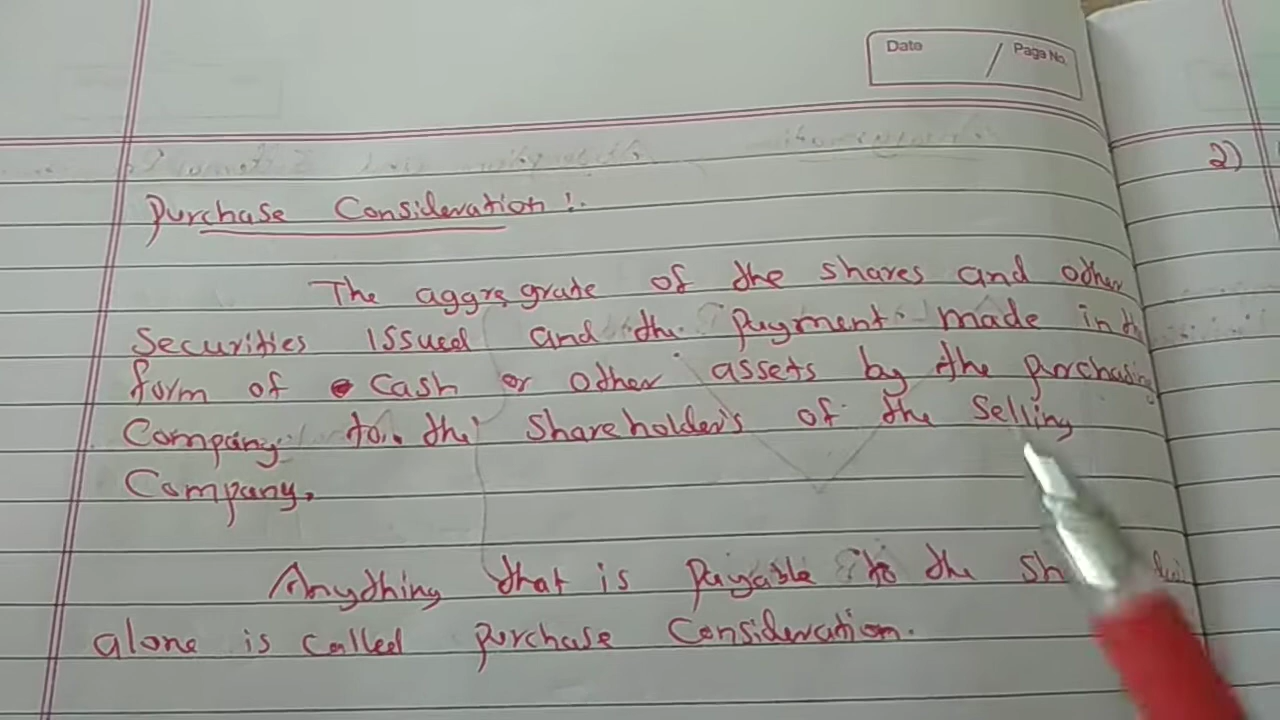 Date / Page No.
2)
Purchase Consideration :-
The aggregrate of the shares and other
Securities issued and the payment made in the
form of cash or other assets by the purchasing
Company to the shareholder's of the selling
Company.
Anything that is payable to the
alone is called purchase Consideration.